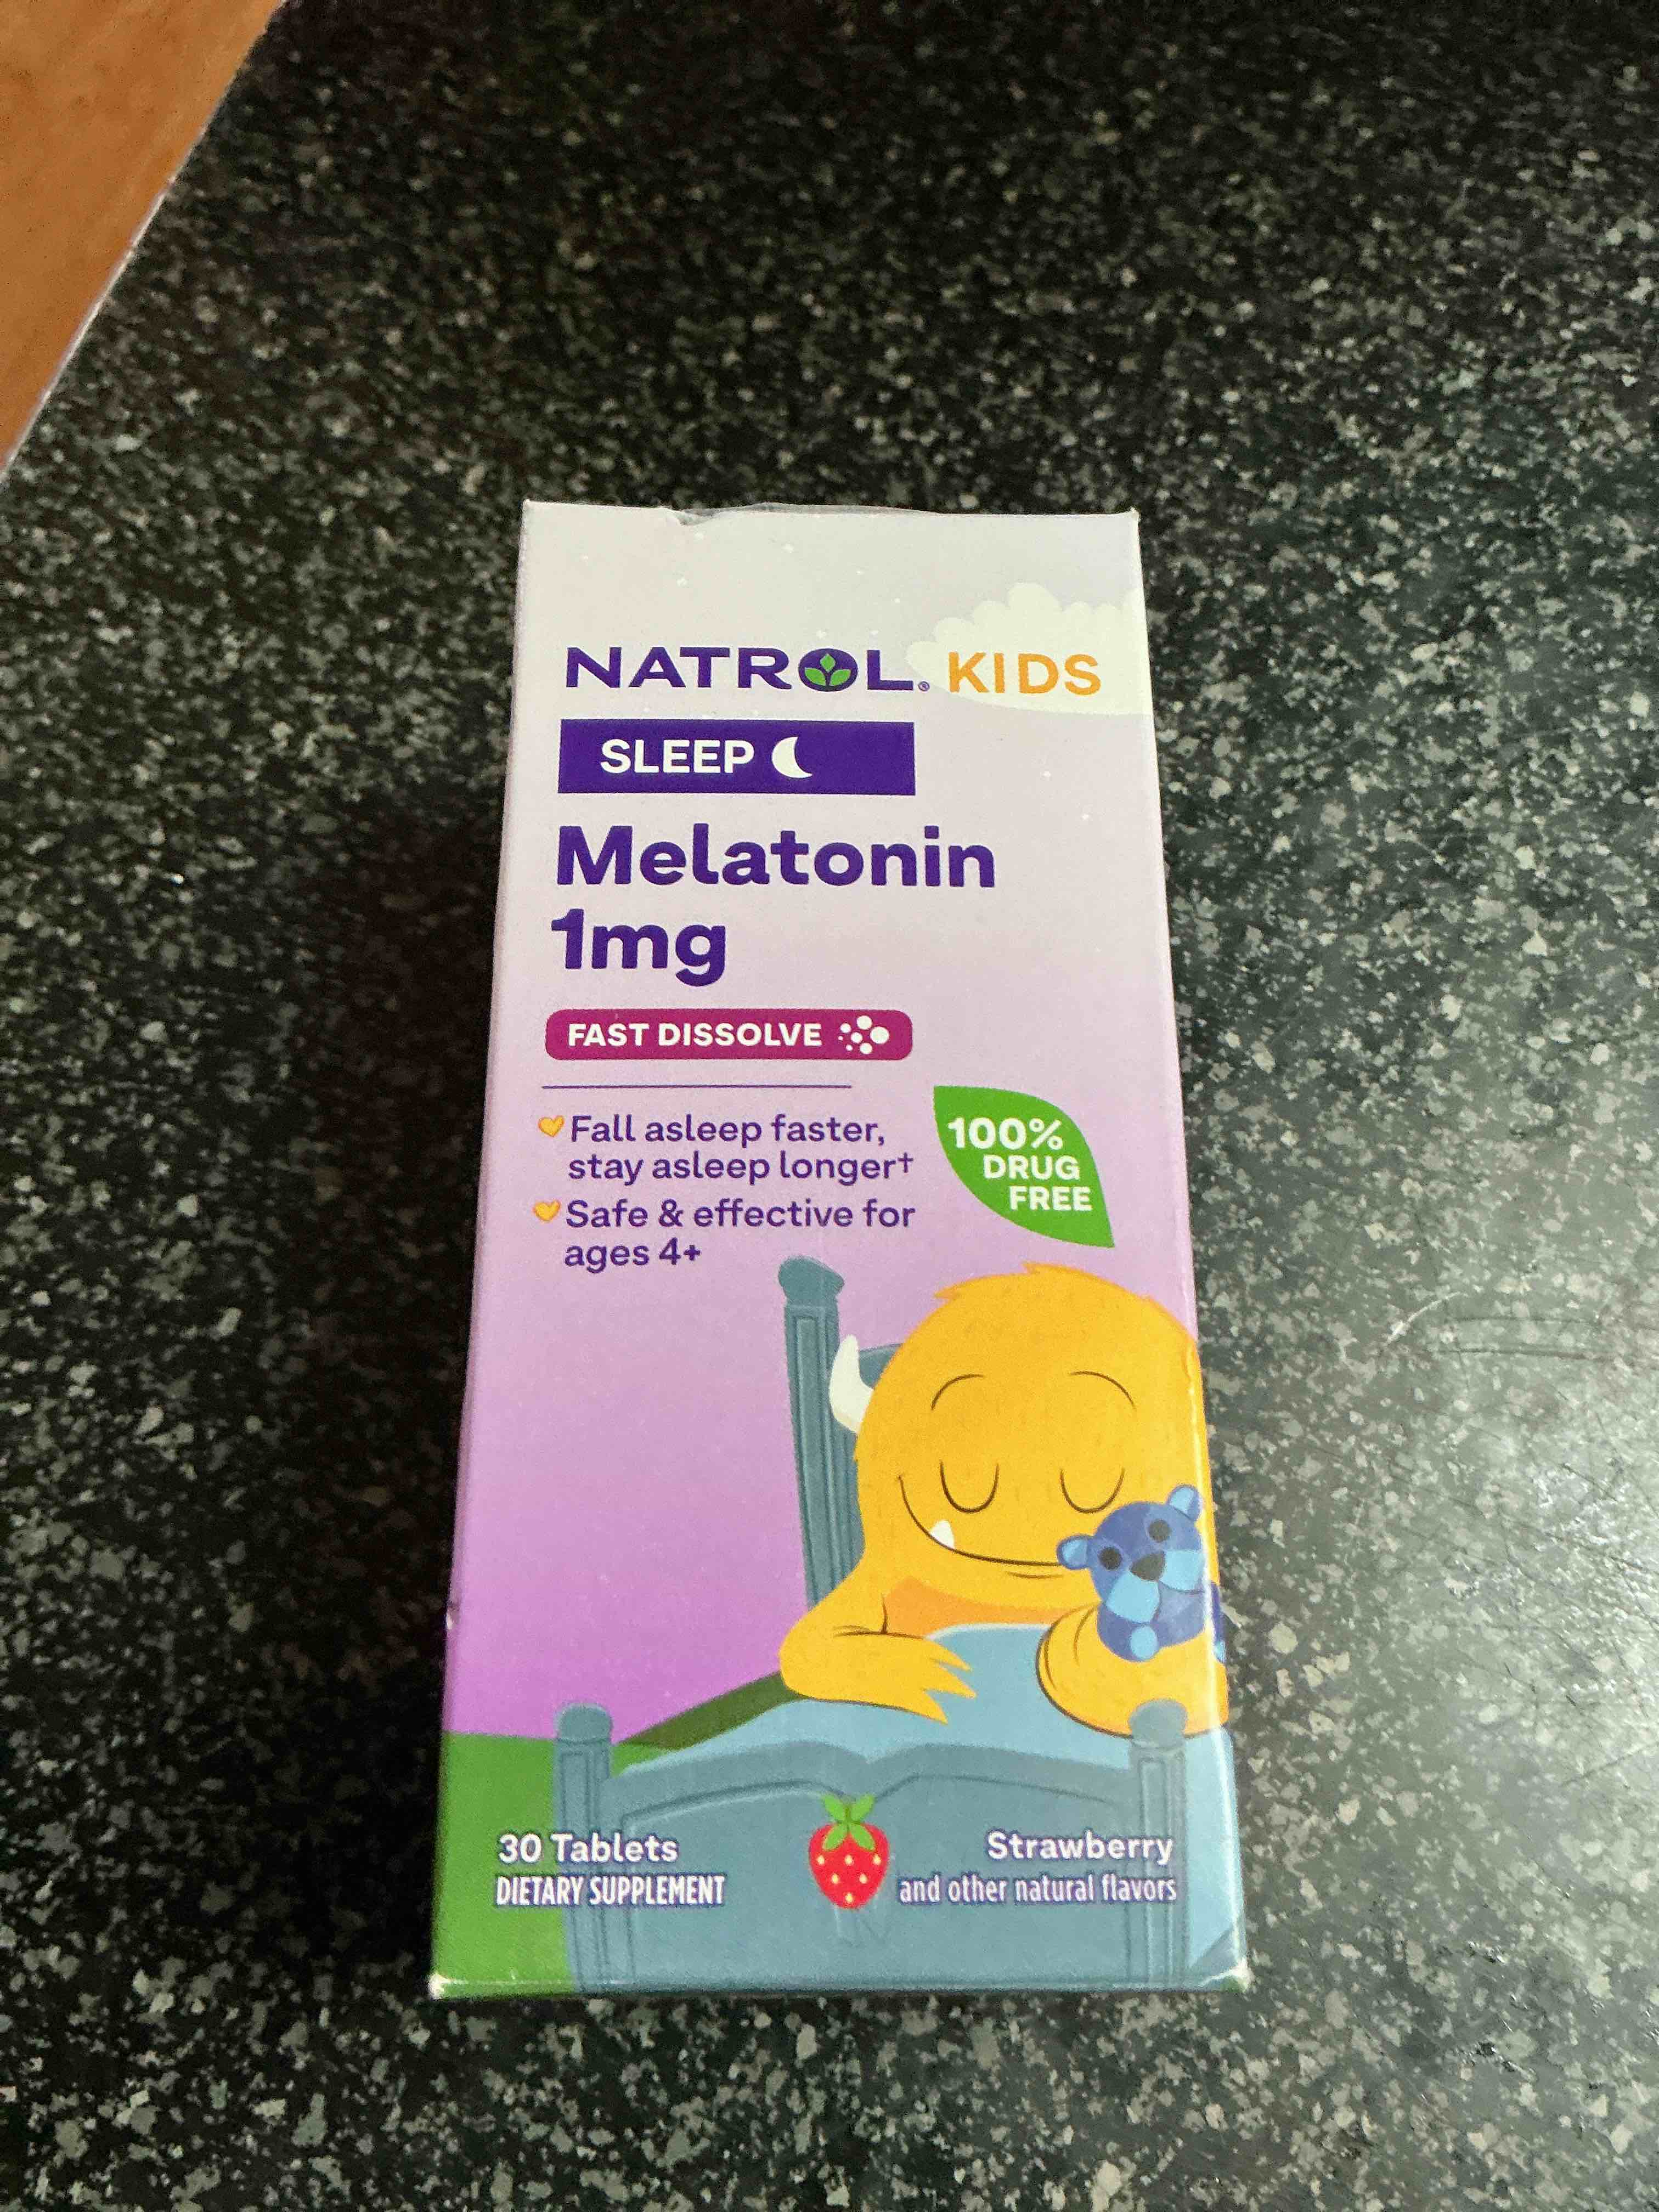 NATROL® KIDS
SLEEP
Melatonin
1mg
FAST DISSOLVE
Fall asleep faster,
stay asleep longer†
Safe & effective for
ages 4+
100%
DRUG
FREE
30 Tablets
DIETARY SUPPLEMENT
Strawberry
and other natural flavors